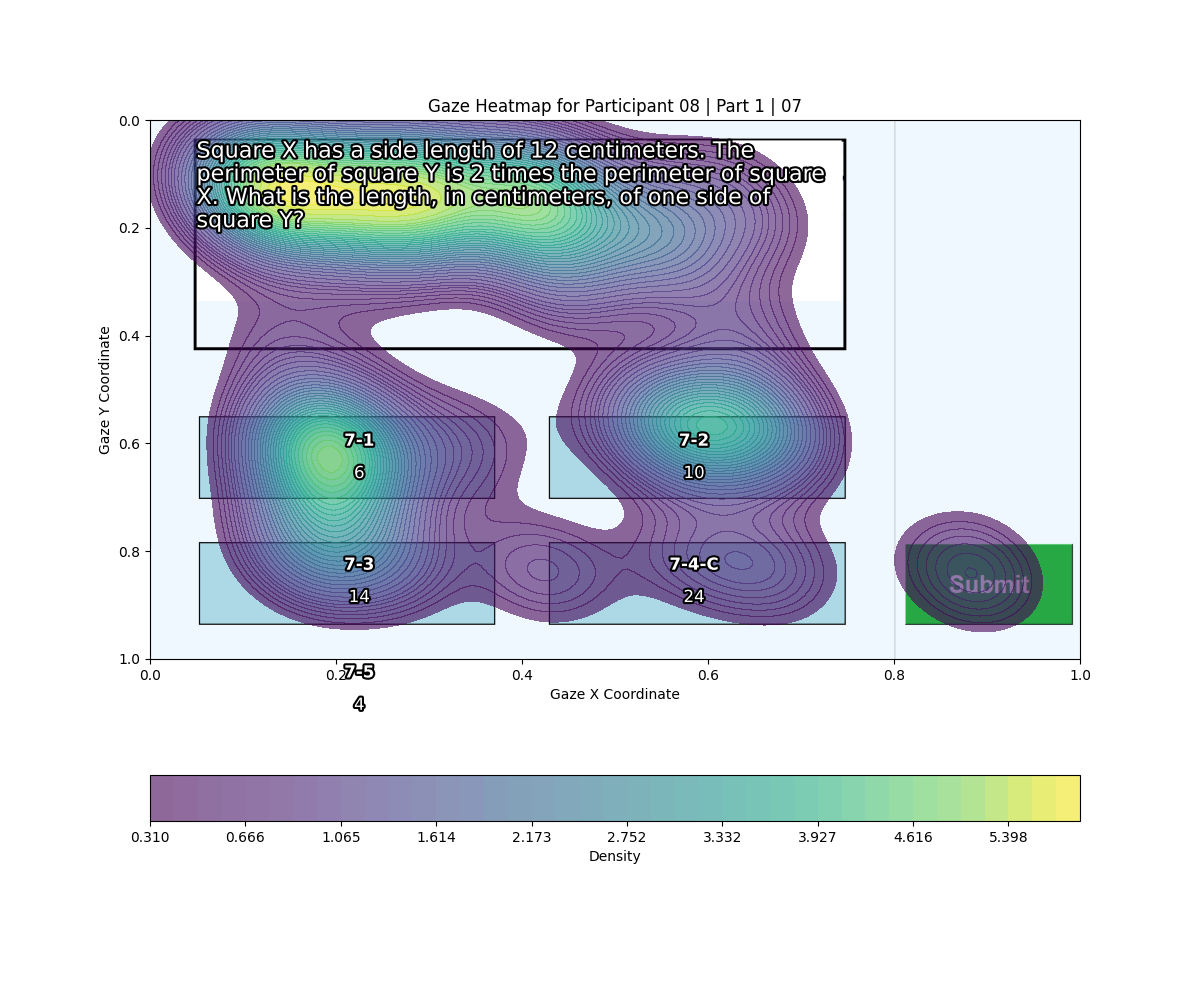 Gaze Heatmap for Participant 08 | Part 1 | 07
Square X has a side length of 12 centimeters. The
perimeter of square Y is 2 times the perimeter of square
X. What is the length, in centimeters, of one side of
square Y?
0.0
0.2
0.4
0.6
0.8
1.0
Gaze Y Coordinate
7-1
6
7-2
10
7-3
14
7-4-C
24
Submit
7-5
4
0.0 0.2 0.4 0.6 0.8 1.0
Gaze X Coordinate
0.310 0.666 1.065 1.614 2.173 2.752 3.332 3.927 4.616 5.398
Density